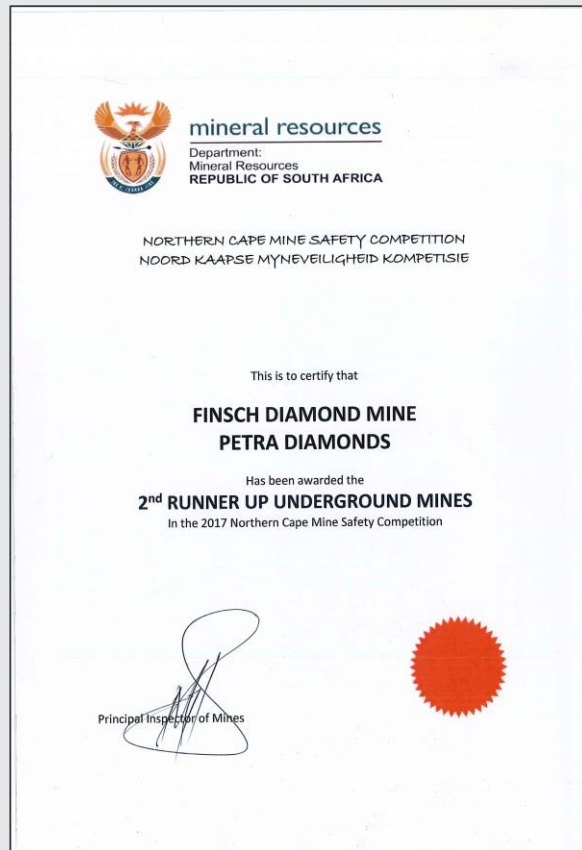 mineral resources
Department:
Mineral Resources
REPUBLIC OF SOUTH AFRICA
NORTHERN CAPE MINE SAFETY COMPETITION
NOORD KAAPSE MYNEVEILIGHEID KOMPETISIE
This is to certify that
FINSCH DIAMOND MINE
PETRA DIAMONDS
Has been awarded the
2nd RUNNER UP UNDERGROUND MINES
In the 2017 Northern Cape Mine Safety Competition
Principal Inspector of Mines